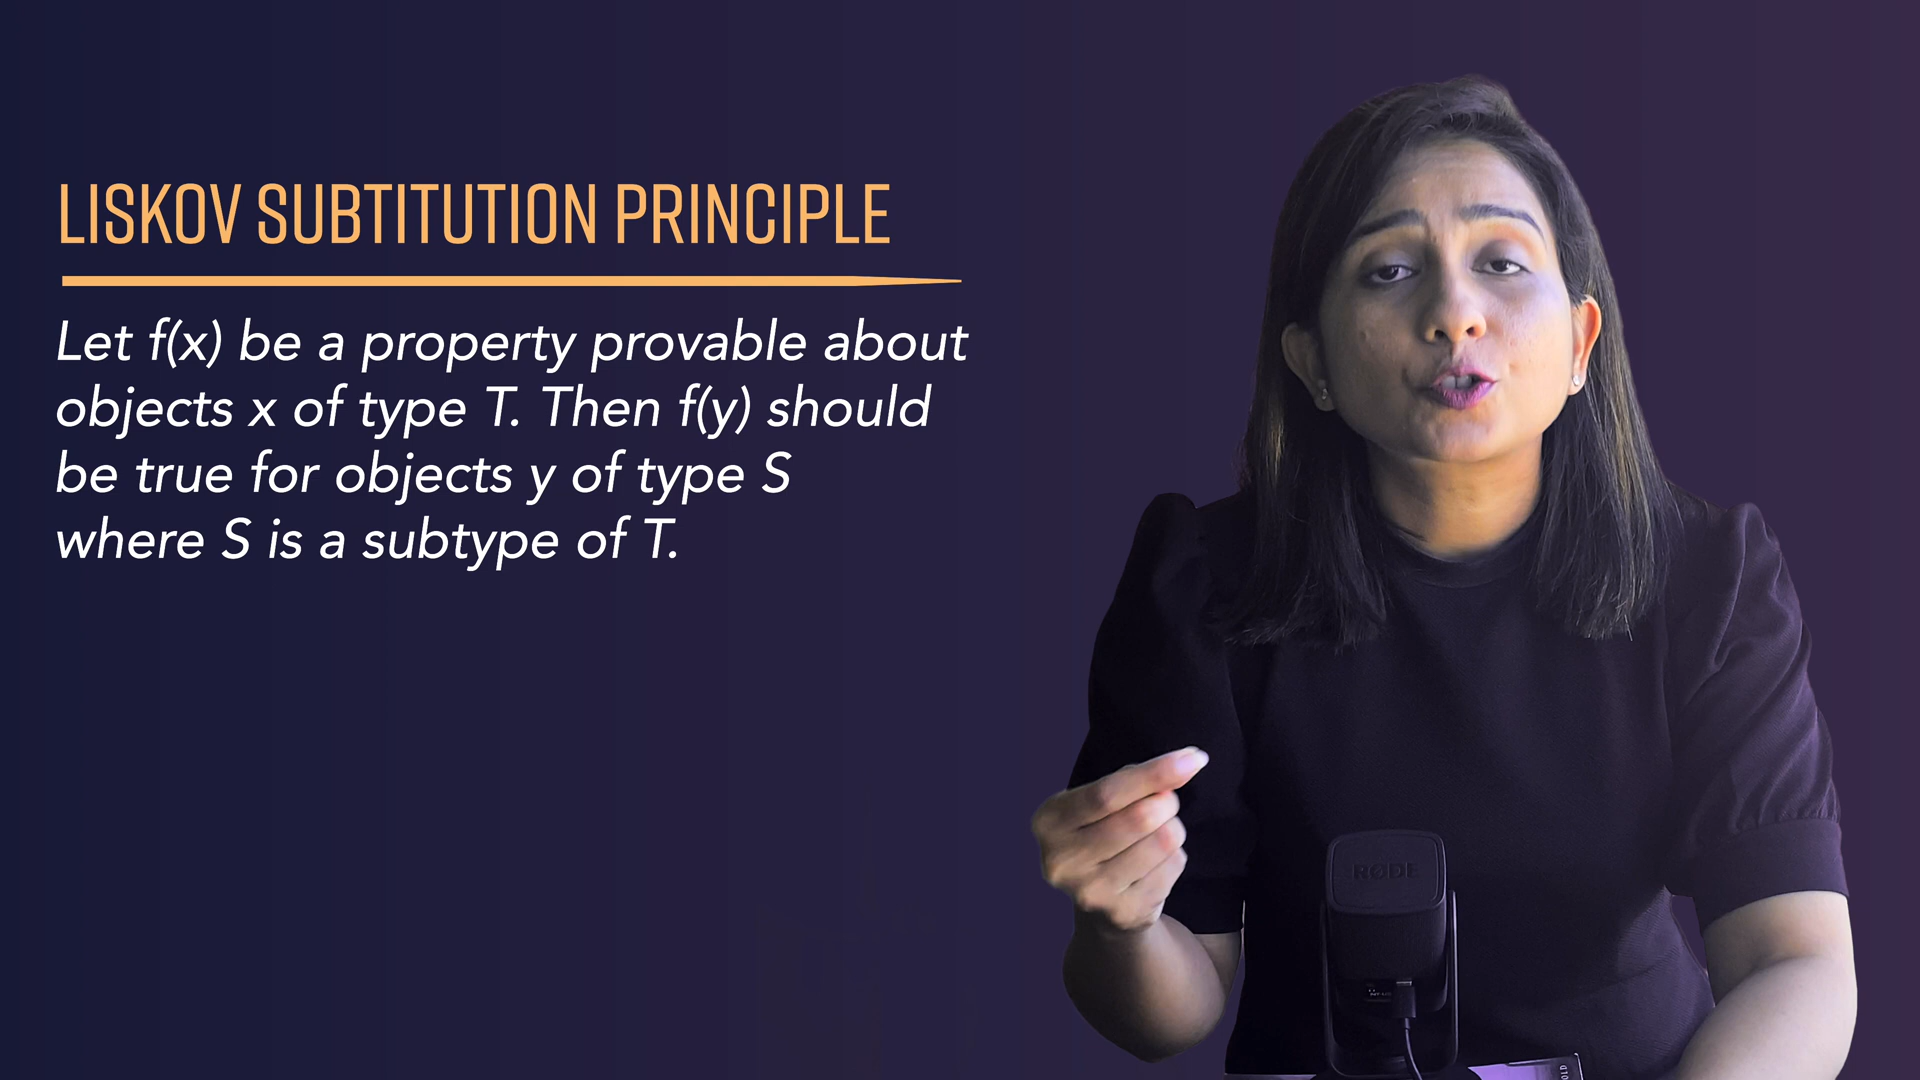 LISKOV SUBTITUTION PRINCIPLE
Let f(x) be a property provable about
objects x of type T. Then f(y) should
be true for objects y of type S
where S is a subtype of T.
RØDE